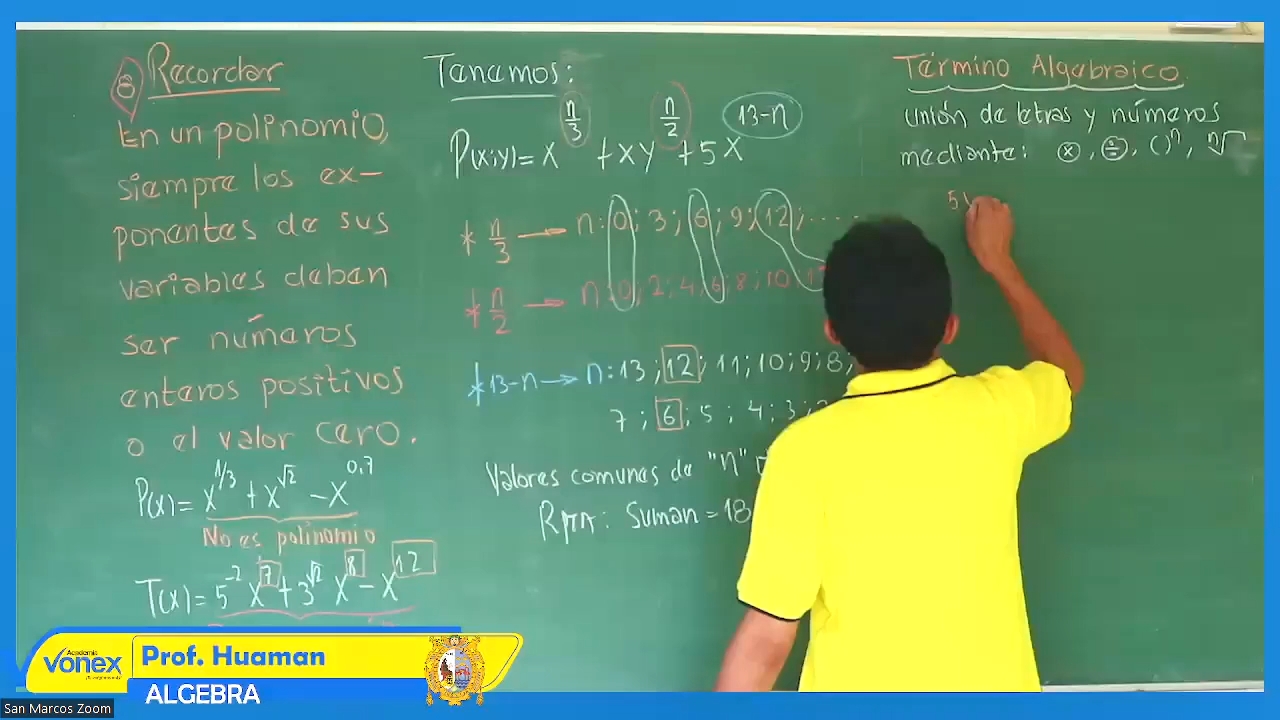 8 Recordar
En un polinomio,
siempre los ex-
ponentes de sus
variables deben
ser números
enteros positivos
o el valor cero.
P(x)= x^1/3 + x^√2 - x^0,7
No es polinomio
T(x)= 5^-2 x^7 + 3^√2 x^8 - x^12
Tenemos:
P(x;y)= x^n/3 + xy^n/2 + 5x^13-n
* n/3 → n: 0; 3; 6; 9; 12; .....
* n/2 → n: 0; 2; 4; 6; 8; 10; 12
* 13-n → n: 13; 12; 11; 10; 9; 8;
7; 6; 5; 4; 3;
Valores comunes de "n"
Rpta: Suman = 18
Término Algebraico
unión de letras y números
mediante: ×, ÷, ( )^n, ^n√
5
Academia
vonex
Prof. Huaman
ALGEBRA
San Marcos Zoom